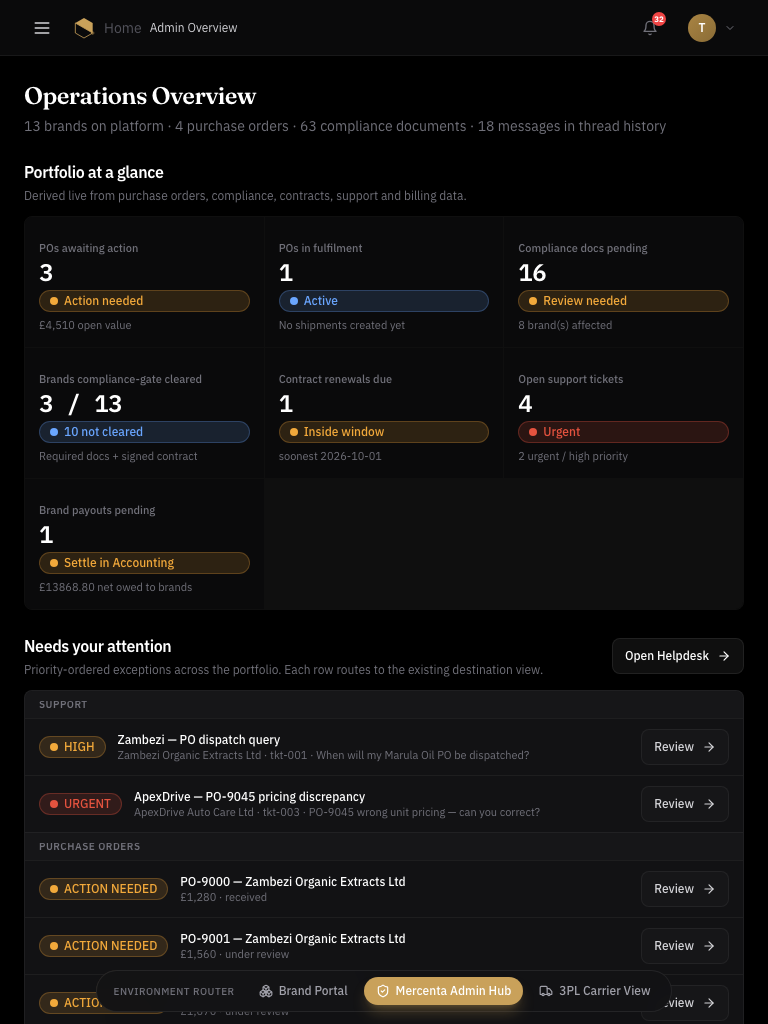 Home Admin Overview
32
T
Operations Overview
13 brands on platform · 4 purchase orders · 63 compliance documents · 18 messages in thread history
Portfolio at a glance
Derived live from purchase orders, compliance, contracts, support and billing data.
POs awaiting action
3
Action needed
£4,510 open value
POs in fulfilment
1
Active
No shipments created yet
Compliance docs pending
16
Review needed
8 brand(s) affected
Brands compliance-gate cleared
3 / 13
10 not cleared
Required docs + signed contract
Contract renewals due
1
Inside window
soonest 2026-10-01
Open support tickets
4
Urgent
2 urgent / high priority
Brand payouts pending
1
Settle in Accounting
£13868.80 net owed to brands
Needs your attention
Priority-ordered exceptions across the portfolio. Each row routes to the existing destination view.
Open Helpdesk
SUPPORT
HIGH
Zambezi — PO dispatch query
Zambezi Organic Extracts Ltd · tkt-001 · When will my Marula Oil PO be dispatched?
Review
URGENT
ApexDrive — PO-9045 pricing discrepancy
ApexDrive Auto Care Ltd · tkt-003 · PO-9045 wrong unit pricing — can you correct?
Review
PURCHASE ORDERS
ACTION NEEDED
PO-9000 — Zambezi Organic Extracts Ltd
£1,280 · received
Review
ACTION NEEDED
PO-9001 — Zambezi Organic Extracts Ltd
£1,560 · under review
Review
ENVIRONMENT ROUTER
Brand Portal
Mercenta Admin Hub
3PL Carrier View